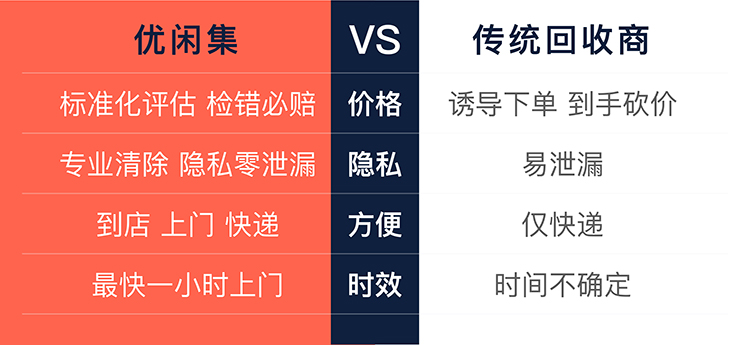 优闲集 VS 传统回收商
标准化评估 检错必赔 价格 诱导下单 到手砍价
专业清除 隐私零泄漏 隐私 易泄漏
到店 上门 快递 方便 仅快递
最快一小时上门 时效 时间不确定